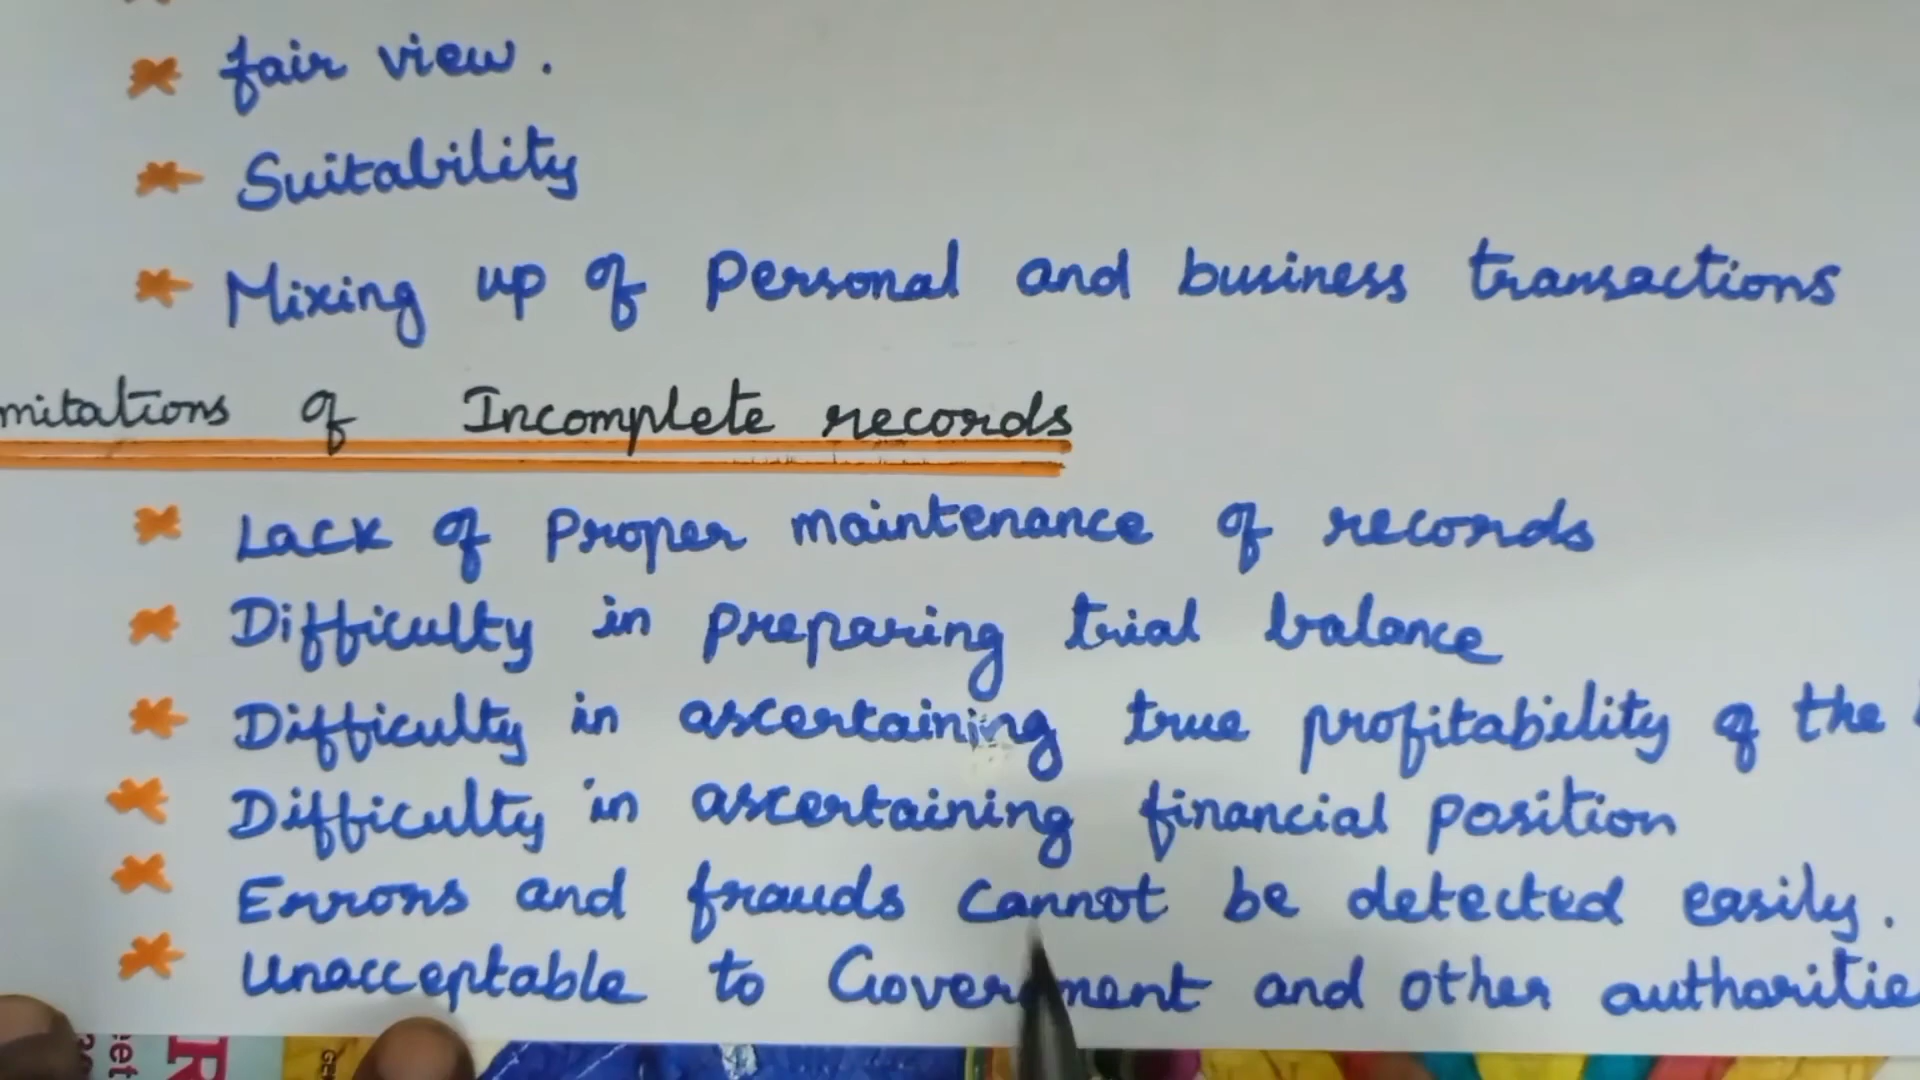 fair view.
Suitability
Mixing up of Personal and business transactions
mitations of Incomplete records
Lack of Proper maintenance of records
Difficulty in preparing trial balance
Difficulty in ascertaining true profitability of the
Difficulty in ascertaining financial position
Errors and frauds cannot be detected easily.
Unacceptable to Government and other authoritie
R
et